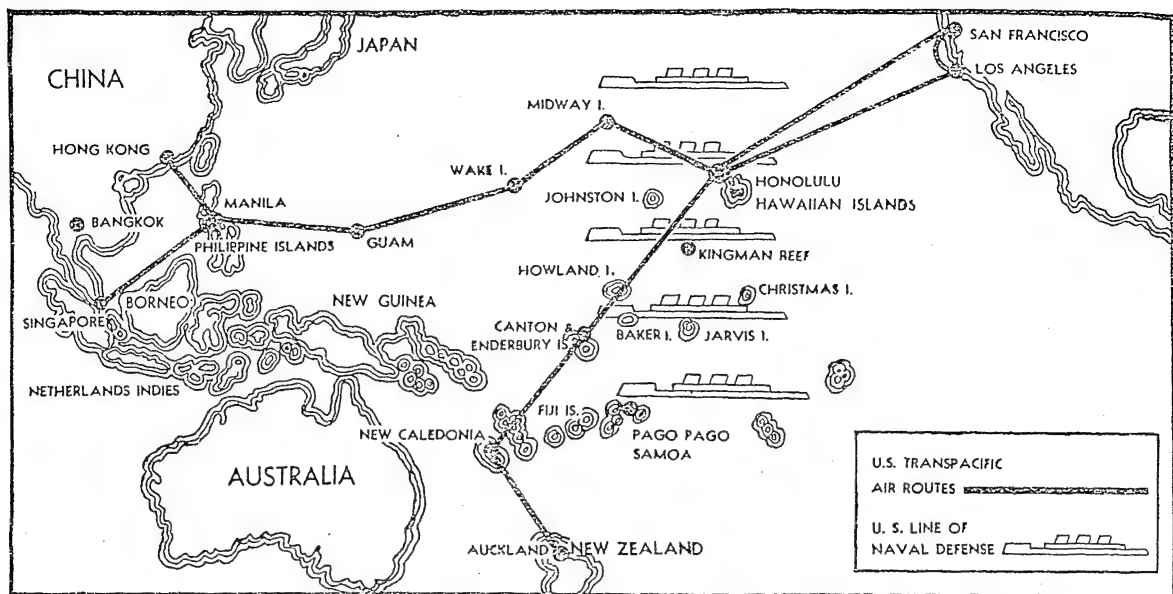 SAN FRANCISCO
JAPAN
LOS ANGELES
CHINA
MIDWAY I.
HONG KONG
WAKE I.
HONOLULU
JOHNSTON I.
HAWAIIAN ISLANDS
MANILA
BANGKOK
PHILIPPINE ISLANDS
GUAM
KINGMAN REEF
HOWLAND I.
CHRISTMAS I.
BORNEO
NEW GUINEA
SINGAPORE
CANTON &
ENDERBURY IS.
BAKER I.
JARVIS I.
NETHERLANDS INDIES
FIJI IS.
NEW CALEDONIA
PAGO PAGO
SAMOA
AUSTRALIA
AUCKLAND
NEW ZEALAND
U.S. TRANSPACIFIC
AIR ROUTES
U. S. LINE OF
NAVAL DEFENSE